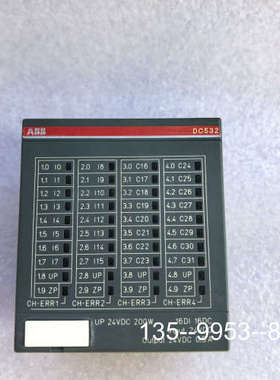 ABB DC532
1.0 I0 2.0 I8 3.0 C16 4.0 C24
1.1 I1 2.1 I9 3.1 C17 4.1 C25
1.2 I2 2.2 I10 3.2 C18 4.2 C26
1.3 I3 2.3 I11 3.3 C19 4.3 C27
1.4 I4 2.4 I12 3.4 C20 4.4 C28
1.5 I5 2.5 I13 3.5 C21 4.5 C29
1.6 I6 2.6 I14 3.6 C22 4.6 C30
1.7 I7 2.7 I15 3.7 C23 4.7 C31
1.8 UP 2.8 UP 3.8 UP 4.8 UP
1.9 ZP 2.9 ZP 3.9 ZP 4.9 ZP
CH-ERR1 CH-ERR2 CH-ERR3 CH-ERR4
UP 24VDC 200W 16DI 16DC
135--9953--8
Output 24VDC